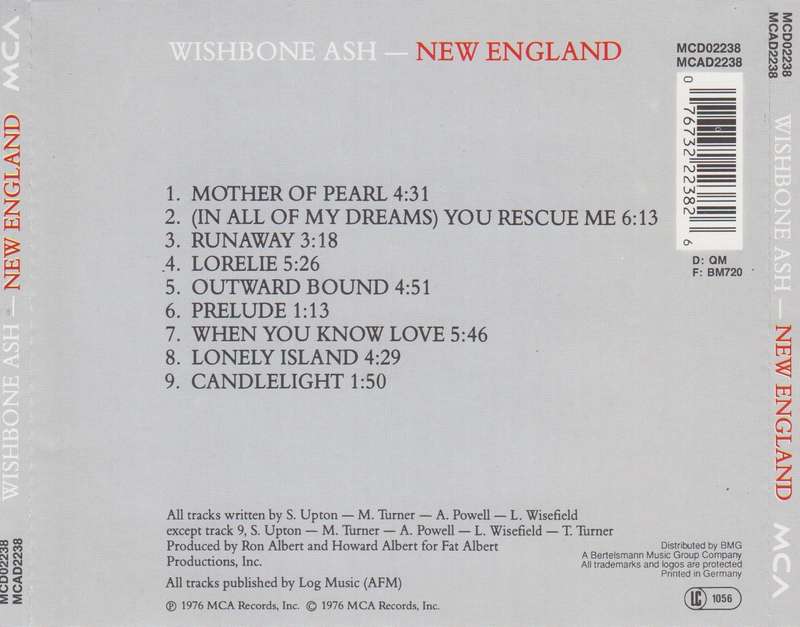 WISHBONE ASH — NEW ENGLAND
MCD02238
MCAD2238
0 76732 22382 6
D: QM
F: BM720
1. MOTHER OF PEARL 4:31
2. (IN ALL OF MY DREAMS) YOU RESCUE ME 6:13
3. RUNAWAY 3:18
4. LORELIE 5:26
5. OUTWARD BOUND 4:51
6. PRELUDE 1:13
7. WHEN YOU KNOW LOVE 5:46
8. LONELY ISLAND 4:29
9. CANDLELIGHT 1:50
All tracks written by S. Upton — M. Turner — A. Powell — L. Wisefield
except track 9, S. Upton — M. Turner — A. Powell — L. Wisefield — T. Turner
Produced by Ron Albert and Howard Albert for Fat Albert
Productions, Inc.
All tracks published by Log Music (AFM)
℗ 1976 MCA Records, Inc. © 1976 MCA Records, Inc.
Distributed by BMG
A Bertelsmann Music Group Company
All trademarks and logos are protected
Printed in Germany
LC 1056
MCD02238
MCAD2238
WISHBONE ASH — NEW ENGLAND
MCA
MCD02238
MCAD2238
WISHBONE ASH — NEW ENGLAND
MCA